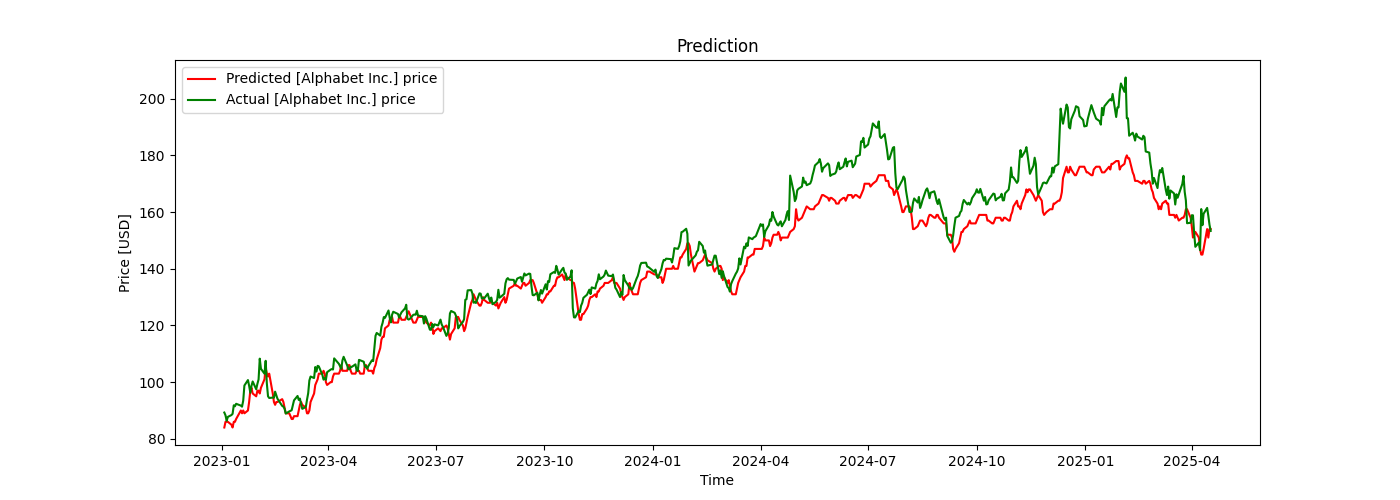 Prediction
Predicted [Alphabet Inc.] price
Actual [Alphabet Inc.] price
Price [USD]
200
180
160
140
120
100
80
2023-01 2023-04 2023-07 2023-10 2024-01 2024-04 2024-07 2024-10 2025-01 2025-04
Time